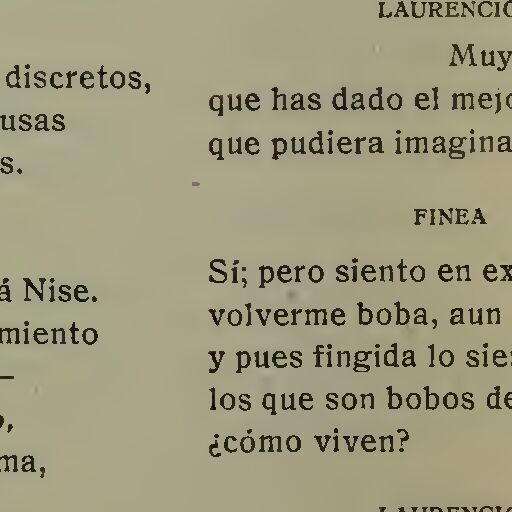 discretos,
usas
s.
á Nise.
miento
—
o,
ma,
LAURENCIO
Muy
que has dado el mejo
que pudiera imagina
FINEA
Sí; pero siento en ex
volverme boba, aun
y pues fingida lo sie
los que son bobos de
¿cómo viven?